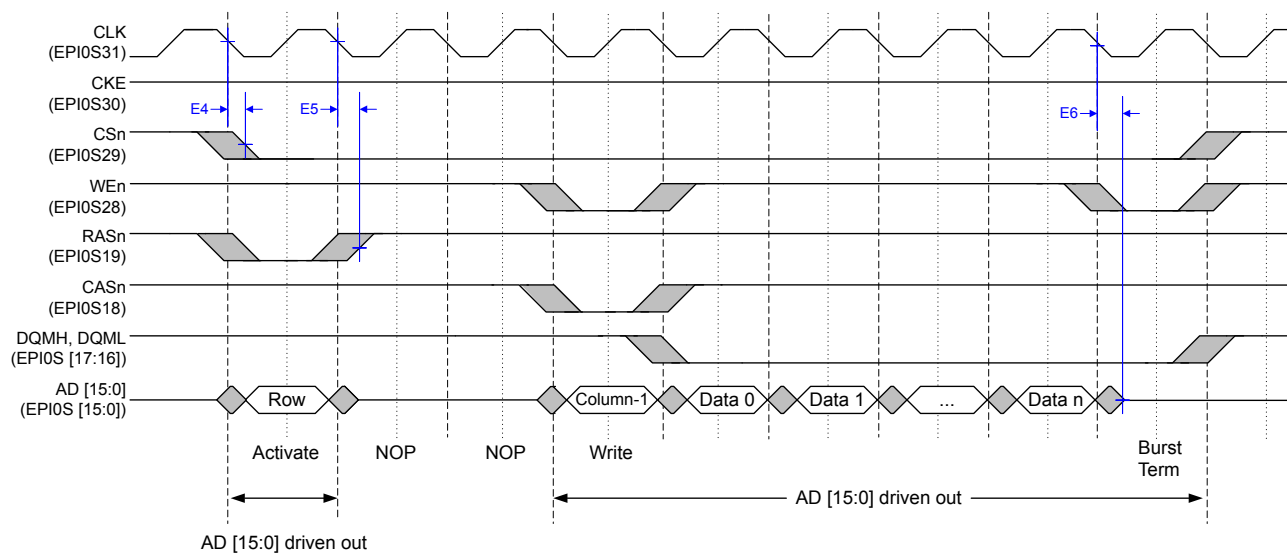 CLK
(EPI0S31)
CKE
(EPI0S30)
E4
E5
E6
CSn
(EPI0S29)
WEn
(EPI0S28)
RASn
(EPI0S19)
CASn
(EPI0S18)
DQMH, DQML
(EPI0S [17:16])
AD [15:0]
(EPI0S [15:0])
Row
Column-1
Data 0
Data 1
...
Data n
Activate
NOP
NOP
Write
Burst
Term
AD [15:0] driven out
AD [15:0] driven out